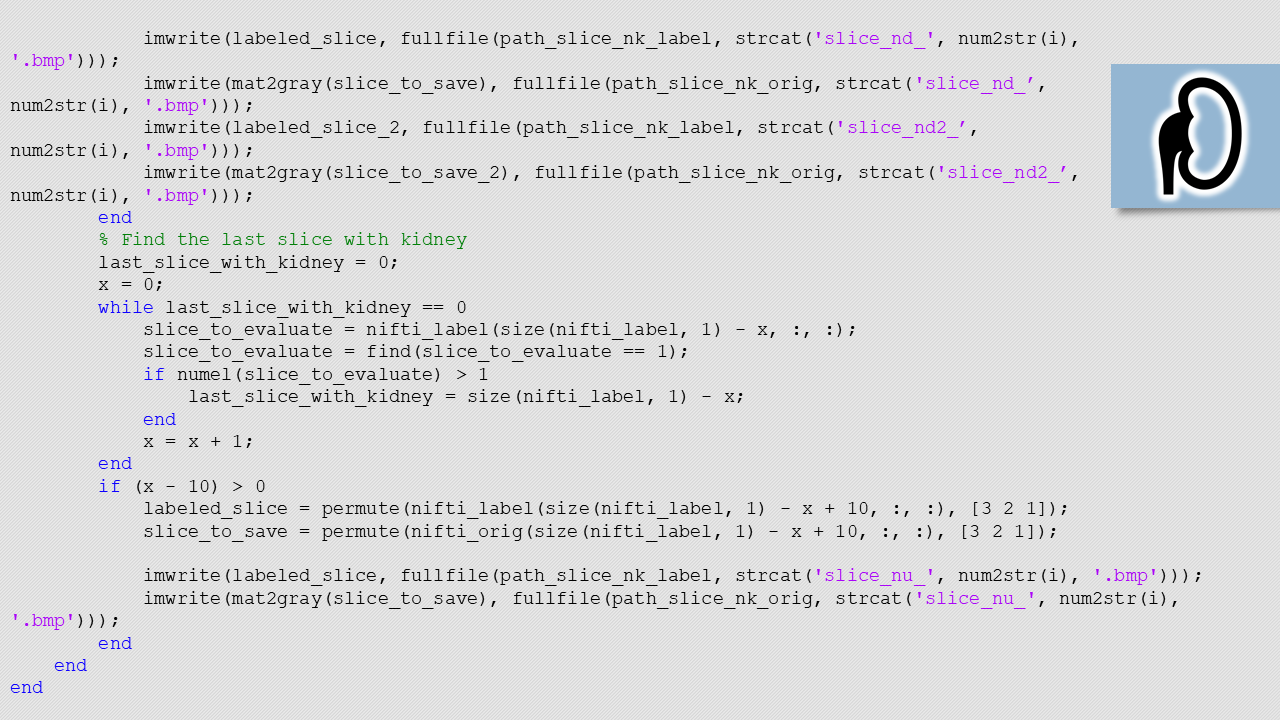 imwrite(labeled_slice, fullfile(path_slice_nk_label, strcat('slice_nd_', num2str(i),
'.bmp')));
imwrite(mat2gray(slice_to_save), fullfile(path_slice_nk_orig, strcat('slice_nd_’,
num2str(i), '.bmp')));
imwrite(labeled_slice_2, fullfile(path_slice_nk_label, strcat('slice_nd2_’,
num2str(i), '.bmp')));
imwrite(mat2gray(slice_to_save_2), fullfile(path_slice_nk_orig, strcat('slice_nd2_’,
num2str(i), '.bmp')));
end
% Find the last slice with kidney
last_slice_with_kidney = 0;
x = 0;
while last_slice_with_kidney == 0
slice_to_evaluate = nifti_label(size(nifti_label, 1) - x, :, :);
slice_to_evaluate = find(slice_to_evaluate == 1);
if numel(slice_to_evaluate) > 1
last_slice_with_kidney = size(nifti_label, 1) - x;
end
x = x + 1;
end
if (x - 10) > 0
labeled_slice = permute(nifti_label(size(nifti_label, 1) - x + 10, :, :), [3 2 1]);
slice_to_save = permute(nifti_orig(size(nifti_label, 1) - x + 10, :, :), [3 2 1]);
imwrite(labeled_slice, fullfile(path_slice_nk_label, strcat('slice_nu_', num2str(i), '.bmp')));
imwrite(mat2gray(slice_to_save), fullfile(path_slice_nk_orig, strcat('slice_nu_', num2str(i),
'.bmp')));
end
end
end